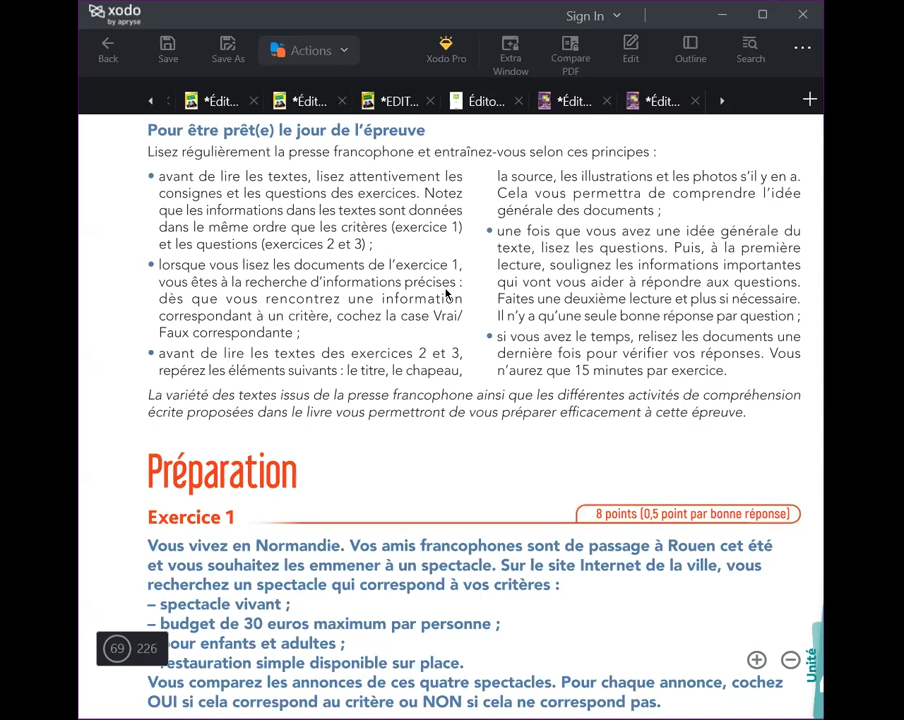 xodo
by apryse
Sign In
Back
Save
Save As
Actions
Xodo Pro
Extra
Window
Compare
PDF
Edit
Outline
Search
*Édit...
*Édit...
*EDIT...
Édito...
*Édit...
*Édit...
Pour être prêt(e) le jour de l'épreuve
Lisez régulièrement la presse francophone et entraînez-vous selon ces principes :
• avant de lire les textes, lisez attentivement les
consignes et les questions des exercices. Notez
que les informations dans les textes sont données
dans le même ordre que les critères (exercice 1)
et les questions (exercices 2 et 3) ;
• lorsque vous lisez les documents de l'exercice 1,
vous êtes à la recherche d'informations précises :
dès que vous rencontrez une information
correspondant à un critère, cochez la case Vrai/
Faux correspondante ;
• avant de lire les textes des exercices 2 et 3,
repérez les éléments suivants : le titre, le chapeau,
la source, les illustrations et les photos s'il y en a.
Cela vous permettra de comprendre l'idée
générale des documents ;
• une fois que vous avez une idée générale du
texte, lisez les questions. Puis, à la première
lecture, soulignez les informations importantes
qui vont vous aider à répondre aux questions.
Faites une deuxième lecture et plus si nécessaire.
Il n'y a qu'une seule bonne réponse par question ;
• si vous avez le temps, relisez les documents une
dernière fois pour vérifier vos réponses. Vous
n'aurez que 15 minutes par exercice.
La variété des textes issus de la presse francophone ainsi que les différentes activités de compréhension
écrite proposées dans le livre vous permettront de vous préparer efficacement à cette épreuve.
Préparation
Exercice 1
8 points (0,5 point par bonne réponse)
Vous vivez en Normandie. Vos amis francophones sont de passage à Rouen cet été
et vous souhaitez les emmener à un spectacle. Sur le site Internet de la ville, vous
recherchez un spectacle qui correspond à vos critères :
– spectacle vivant ;
– budget de 30 euros maximum par personne ;
pour enfants et adultes ;
restauration simple disponible sur place.
Vous comparez les annonces de ces quatre spectacles. Pour chaque annonce, cochez
OUI si cela correspond au critère ou NON si cela ne correspond pas.
69 226
Unité